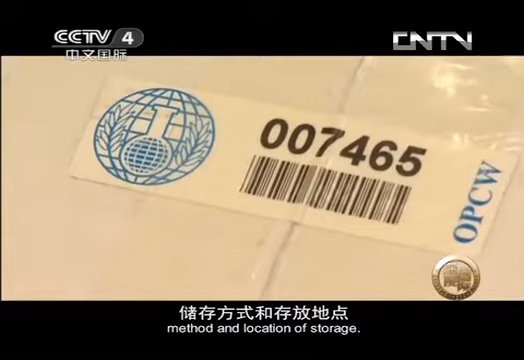 CCTV 4
CNTV
中文国际
007465
OPCW
储存方式和存放地点
method and location of storage.